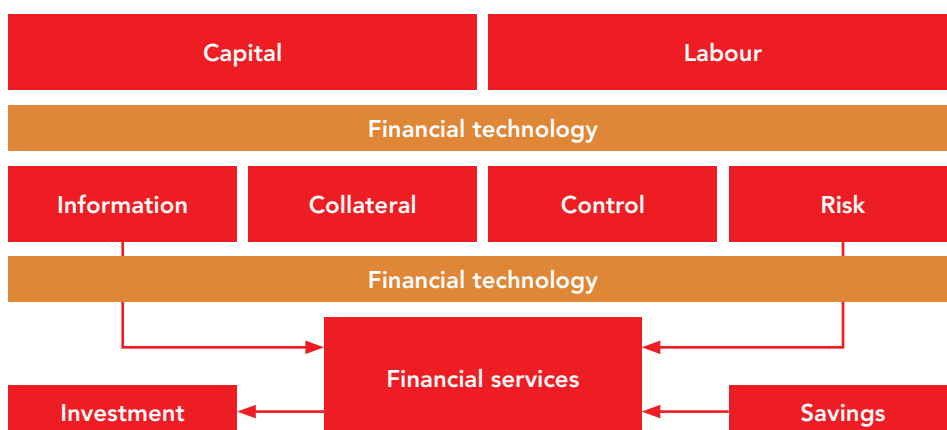 Capital
Labour
Financial technology
Information
Collateral
Control
Risk
Financial technology
Financial services
Investment
Savings